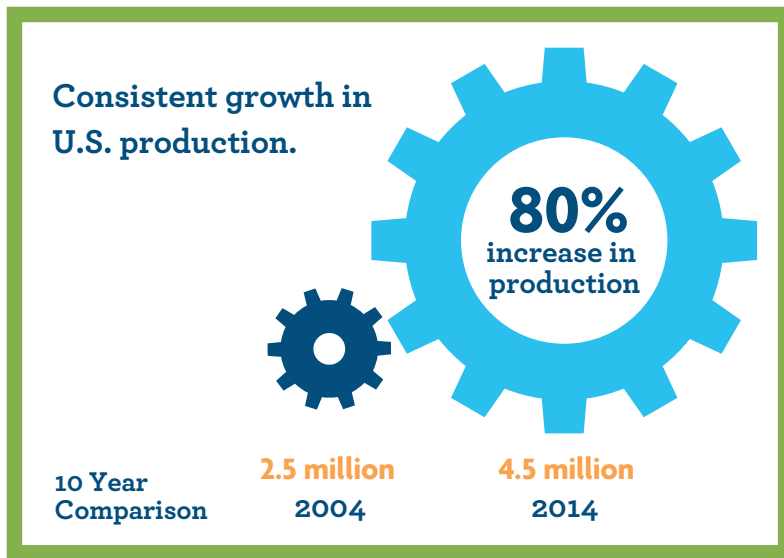 Consistent growth in
U.S. production.
80%
increase in
production
10 Year
Comparison
2.5 million
2004
4.5 million
2014